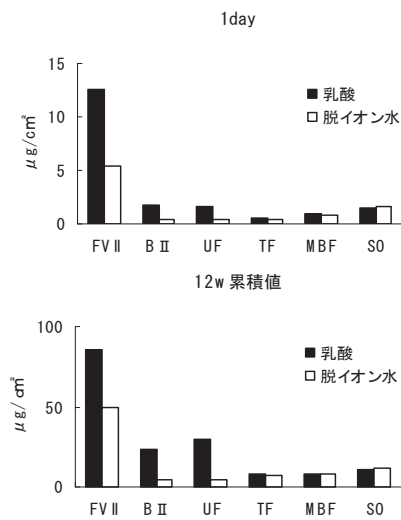 1day
15
10
5
0
μg/c㎡
乳酸
脱イオン水
FVⅡ BⅡ UF TF MBF SO
12w 累積値
100
50
0
μg/c㎡
乳酸
脱イオン水
FVⅡ BⅡ UF TF MBF SO